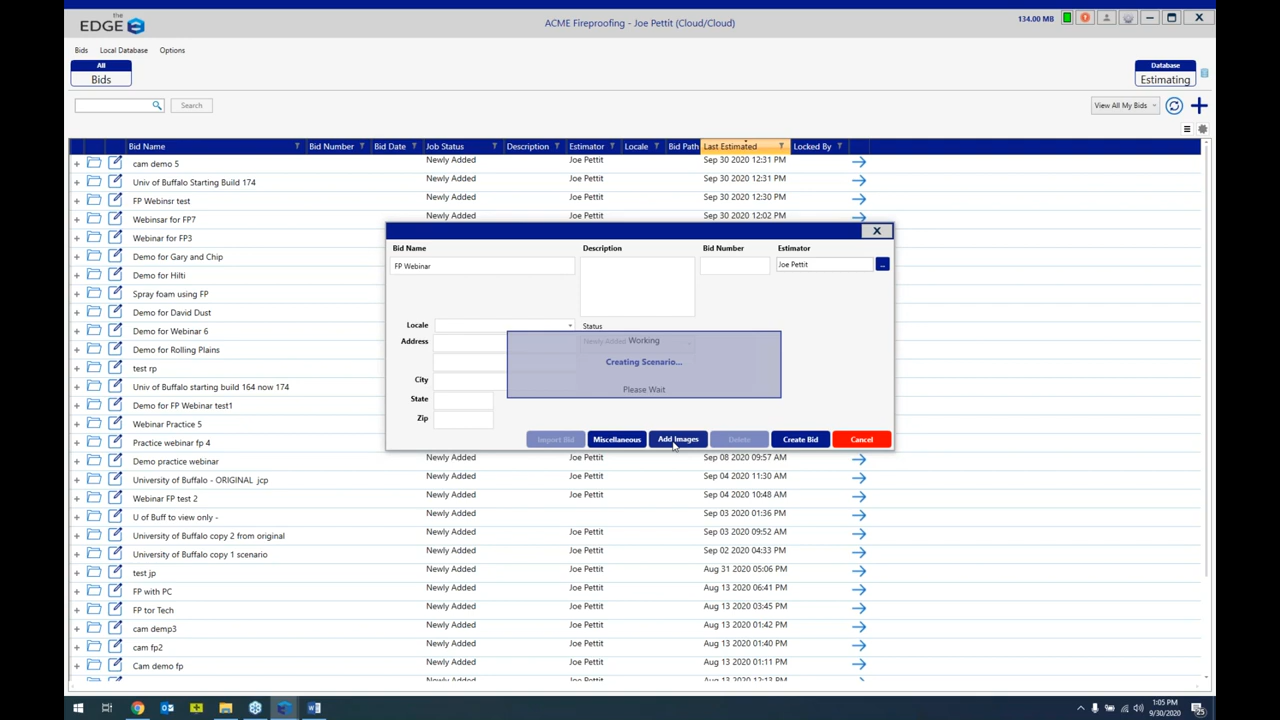 the
EDGE
ACME Fireproofing - Joe Pettit (Cloud/Cloud)
134.00 MB
Bids Local Database Options
All
Bids
Database
Estimating
Search
View All My Bids
Bid Name Bid Number Bid Date Job Status Description Estimator Locale Bid Path Last Estimated Locked By
cam demo 5 Newly Added Joe Pettit Sep 30 2020 12:31 PM
Univ of Buffalo Starting Build 174 Newly Added Joe Pettit Sep 30 2020 12:31 PM
FP Webinsr test Newly Added Joe Pettit Sep 30 2020 12:30 PM
Webinsar for FP7 Newly Added Joe Pettit Sep 30 2020 12:02 PM
Webinar for FP3
Demo for Gary and Chip
Demo for Hilti
Spray foam using FP
Demo for David Dust
Demo for Webinar 6
Demo for Rolling Plains
test rp
Univ of Buffalo starting build 164 now 174
Demo for FP Webinar test1
Webinar Practice 5
Practice webinar fp 4
Bid Name Description Bid Number Estimator
FP Webinar Joe Pettit ...
Locale Status
Address Newly Added
City
State
Zip
Working
Creating Scenario...
Please Wait
Import Bid Miscellaneous Add Images Delete Create Bid Cancel
Demo practice webinar Newly Added Joe Pettit Sep 08 2020 09:57 AM
University of Buffalo - ORIGINAL jcp Newly Added Joe Pettit Sep 04 2020 11:30 AM
Webinar FP test 2 Newly Added Joe Pettit Sep 04 2020 10:48 AM
U of Buff to view only - Newly Added Sep 03 2020 01:36 PM
University of Buffalo copy 2 from original Newly Added Joe Pettit Sep 03 2020 09:52 AM
University of Buffalo copy 1 scenario Newly Added Joe Pettit Sep 02 2020 04:33 PM
test jp Newly Added Joe Pettit Aug 31 2020 05:06 PM
FP with PC Newly Added Joe Pettit Aug 13 2020 06:41 PM
FP tor Tech Newly Added Joe Pettit Aug 13 2020 03:45 PM
cam demp3 Newly Added Joe Pettit Aug 13 2020 01:42 PM
cam fp2 Newly Added Joe Pettit Aug 13 2020 01:40 PM
Cam demo fp Newly Added Joe Pettit Aug 13 2020 01:11 PM
Newly Added Joe Pettit Aug 13 2020 12:13 PM
1:05 PM
9/30/2020
25